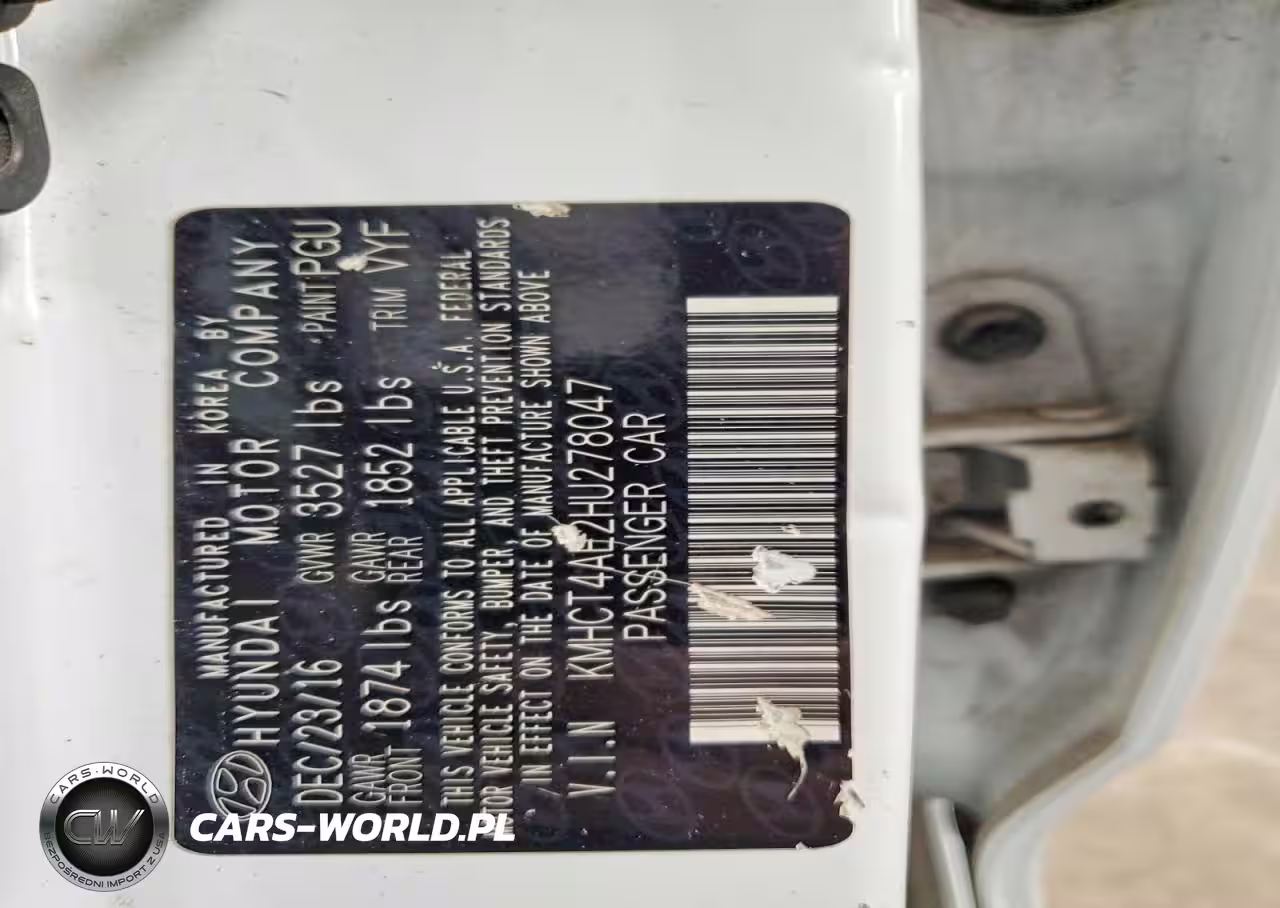 MANUFACTURED IN KOREA BY
HYUNDAI MOTOR COMPANY
DEC/23/16 GVWR 3527 lbs PAINT PGU
GAWR FRONT 1874 lbs GAWR REAR 1852 lbs TRIM VYF
THIS VEHICLE CONFORMS TO ALL APPLICABLE U.S.A. FEDERAL
MOTOR VEHICLE SAFETY, BUMPER, AND THEFT PREVENTION STANDARDS
IN EFFECT ON THE DATE OF MANUFACTURE SHOWN ABOVE
V.I.N KMHCT4AE2HU278047
PASSENGER CAR
CARS-WORLD
CW
BEZPOŚREDNI IMPORT Z USA
CARS-WORLD.PL